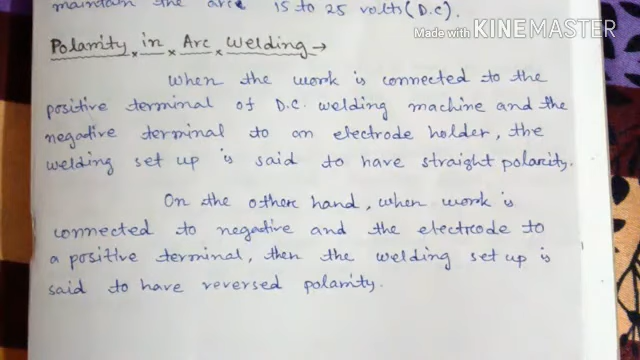 maintain the arc 15 to 25 volts (D.C).
Made with KINEMASTER
Polarity in Arc Welding →
When the work is connected to the
positive terminal of D.C. welding machine and the
negative terminal to an electrode holder, the
welding set up is said to have straight polarity.
On the other hand, when work is
connected to negative and the electrode to
a positive terminal, then the welding set up is
said to have reversed polarity.